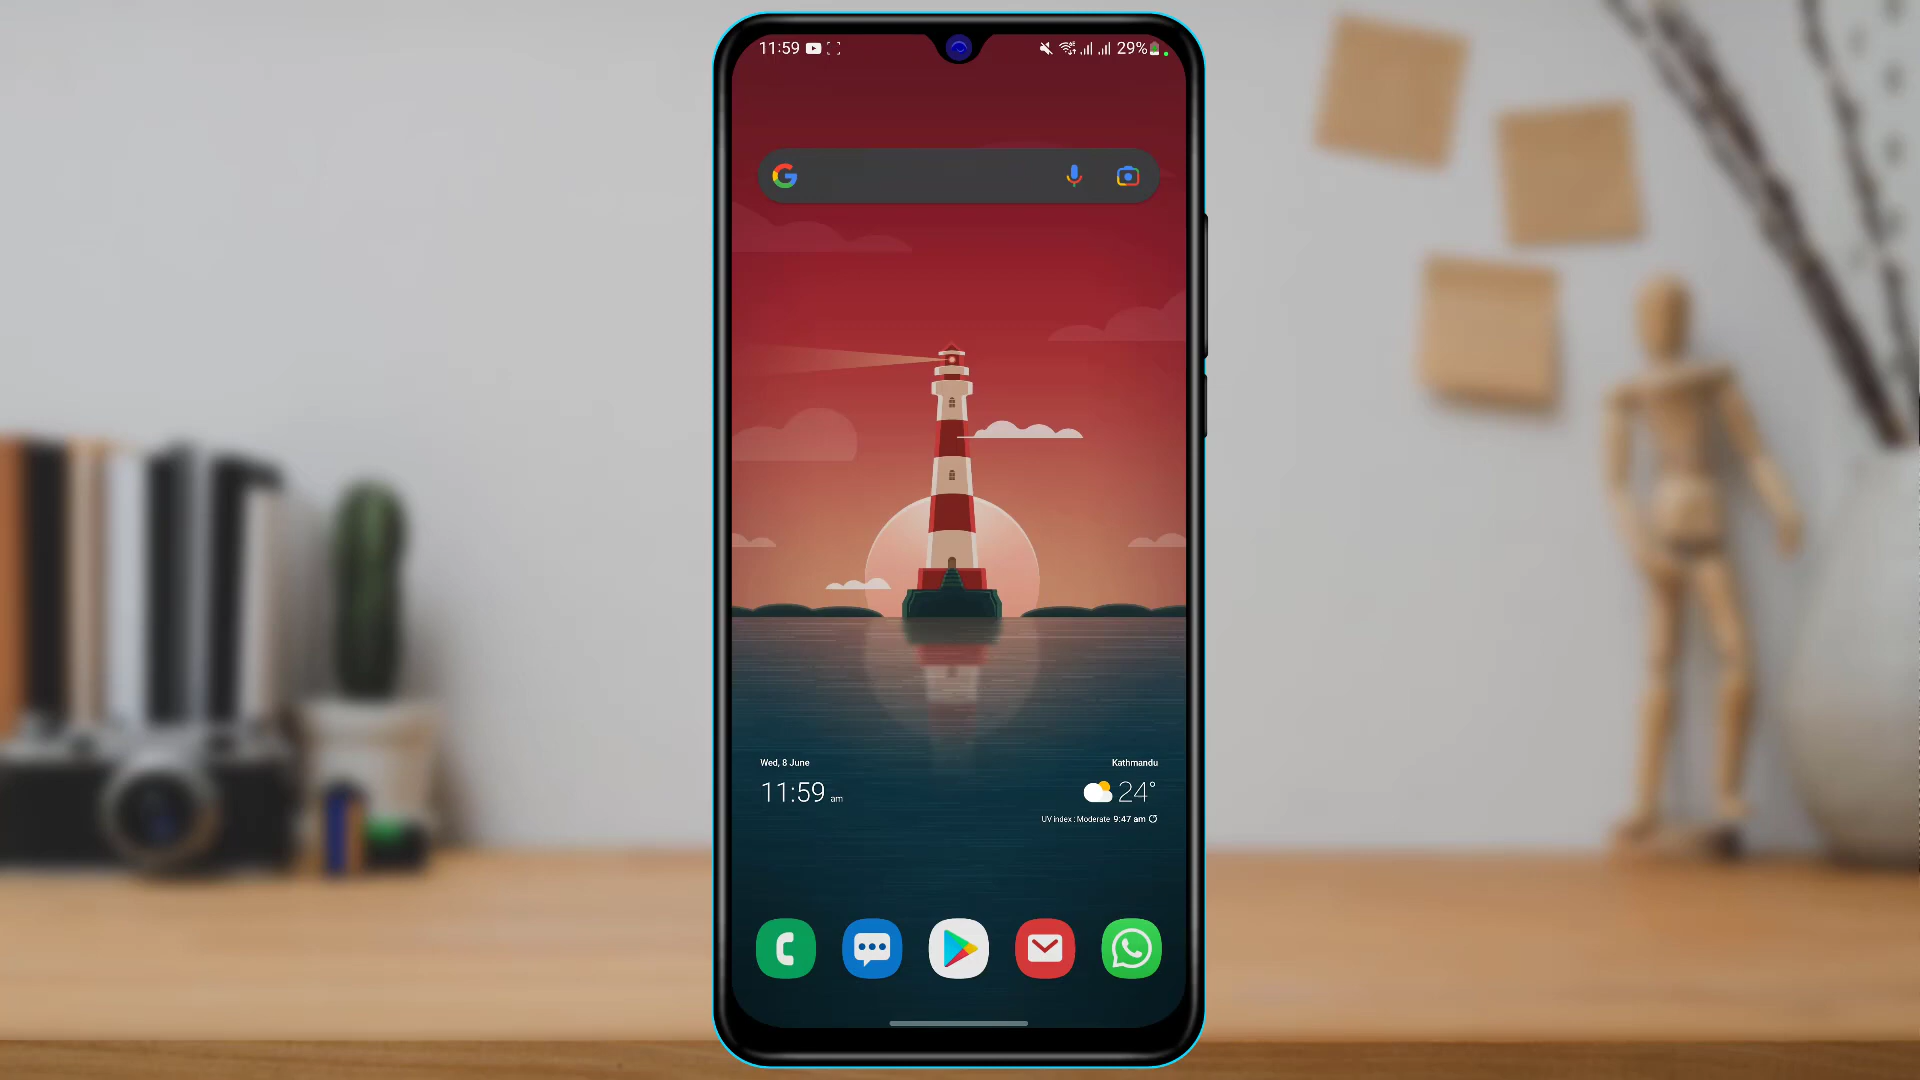 11:59
29%
Wed, 8 June
11:59 am
Kathmandu
24°
UV index : Moderate 9:47 am